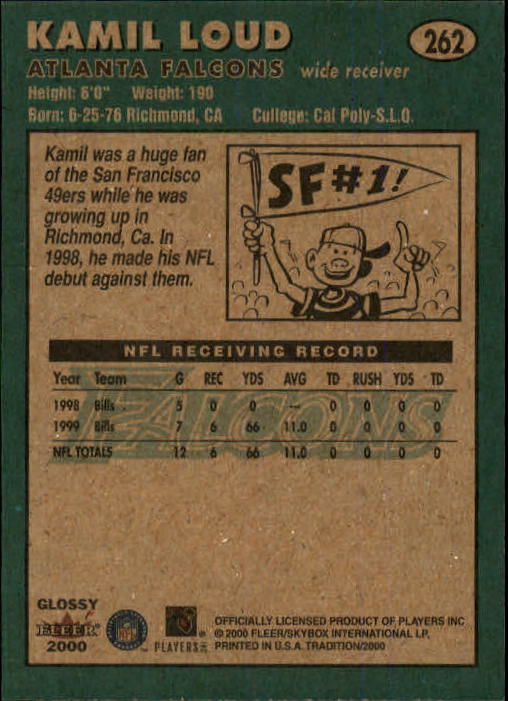 KAMIL LOUD
262
ATLANTA FALCONS wide receiver
Height: 6'0" Weight: 190
Born: 6-25-76 Richmond, CA College: Cal Poly-S.L.O.
Kamil was a huge fan
of the San Francisco
49ers while he was
growing up in
Richmond, Ca. In
1998, he made his NFL
debut against them.
SF #1!
NFL RECEIVING RECORD
Year Team G REC YDS AVG TD RUSH YDS TD
1998 Bills 5 0 0 --- 0 0 0 0
1999 Bills 7 6 66 11.0 0 0 0 0
NFL TOTALS 12 6 66 11.0 0 0 0 0
FALCONS
GLOSSY
FLEER
2000
NFL
PLAYERS INC
OFFICIALLY LICENSED PRODUCT OF PLAYERS INC
© 2000 FLEER/SKYBOX INTERNATIONAL LP.
PRINTED IN U.S.A. TRADITION/2000